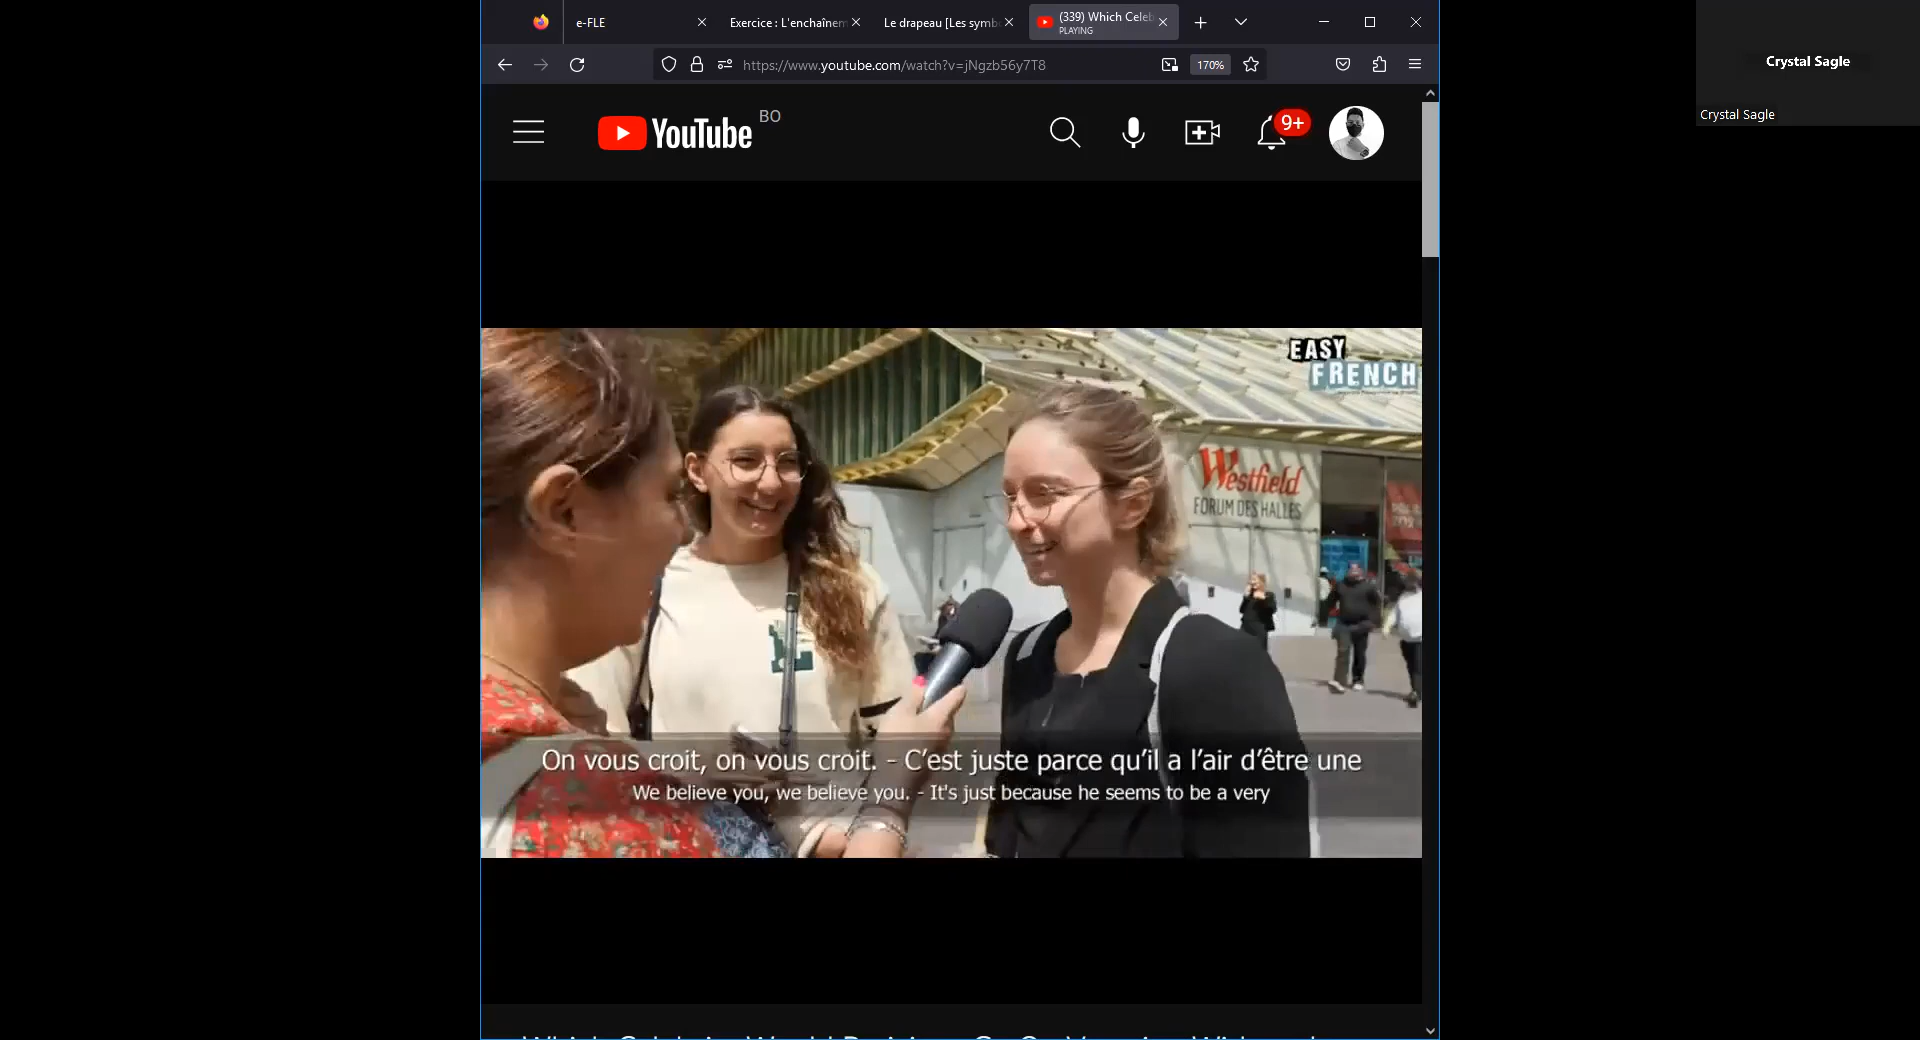 e-FLE
Exercice : L'enchaînem
Le drapeau [Les symb
(339) Which Celeb
PLAYING
https://www.youtube.com/watch?v=jNgzb56y7T8
170%
Crystal Sagle
Crystal Sagle
YouTube
BO
9+
EASY
FRENCH
Westfield
FORUM DES HALLES
On vous croit, on vous croit. - C'est juste parce qu'il a l'air d'être une
We believe you, we believe you. - It's just because he seems to be a very